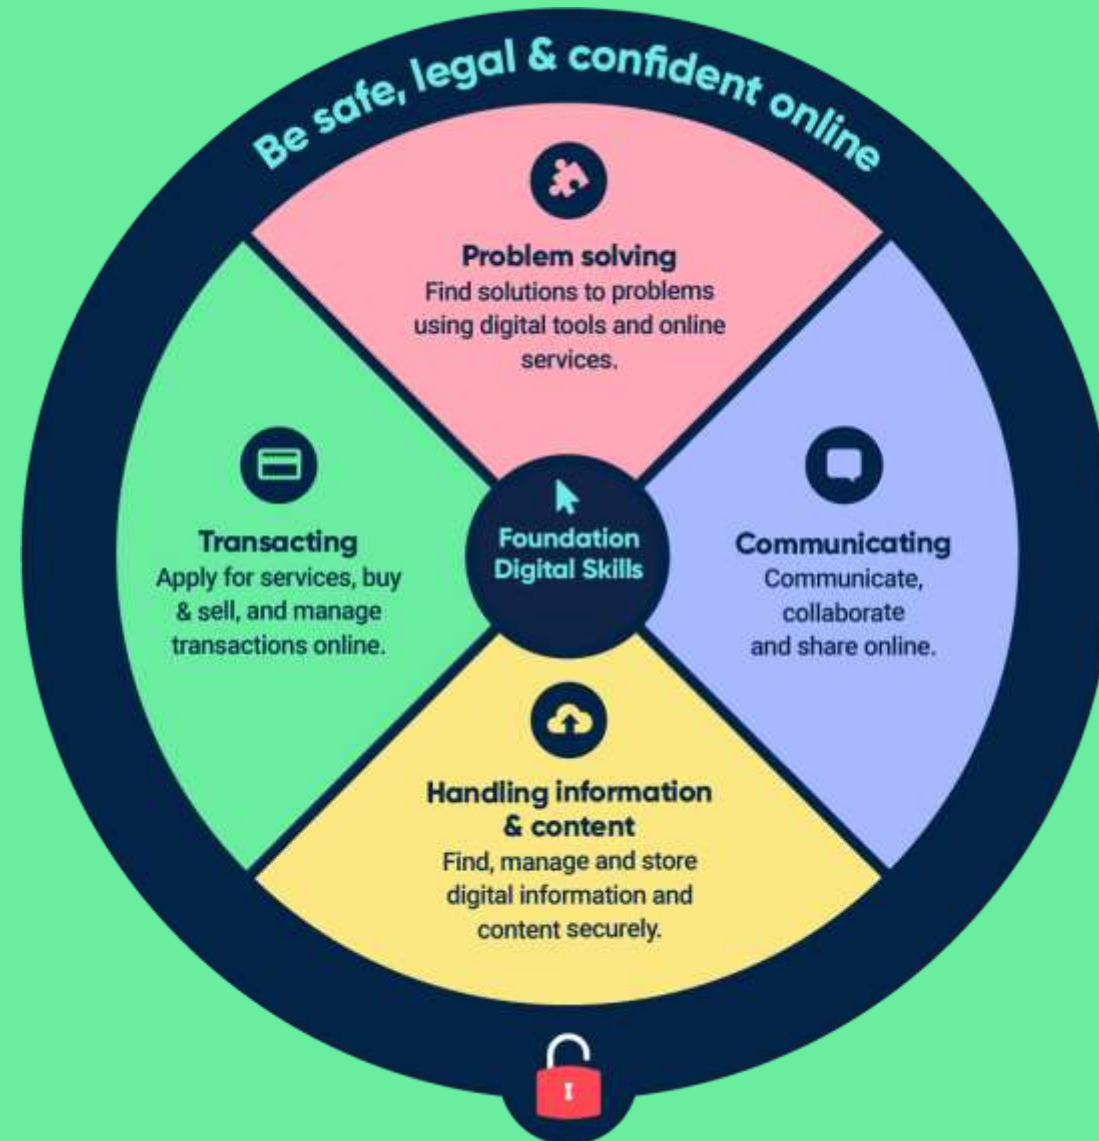 Be safe, legal & confident online
Problem solving
Find solutions to problems
using digital tools and online
services.
Transacting
Apply for services, buy
& sell, and manage
transactions online.
Foundation
Digital Skills
Communicating
Communicate,
collaborate
and share online.
Handling information
& content
Find, manage and store
digital information and
content securely.